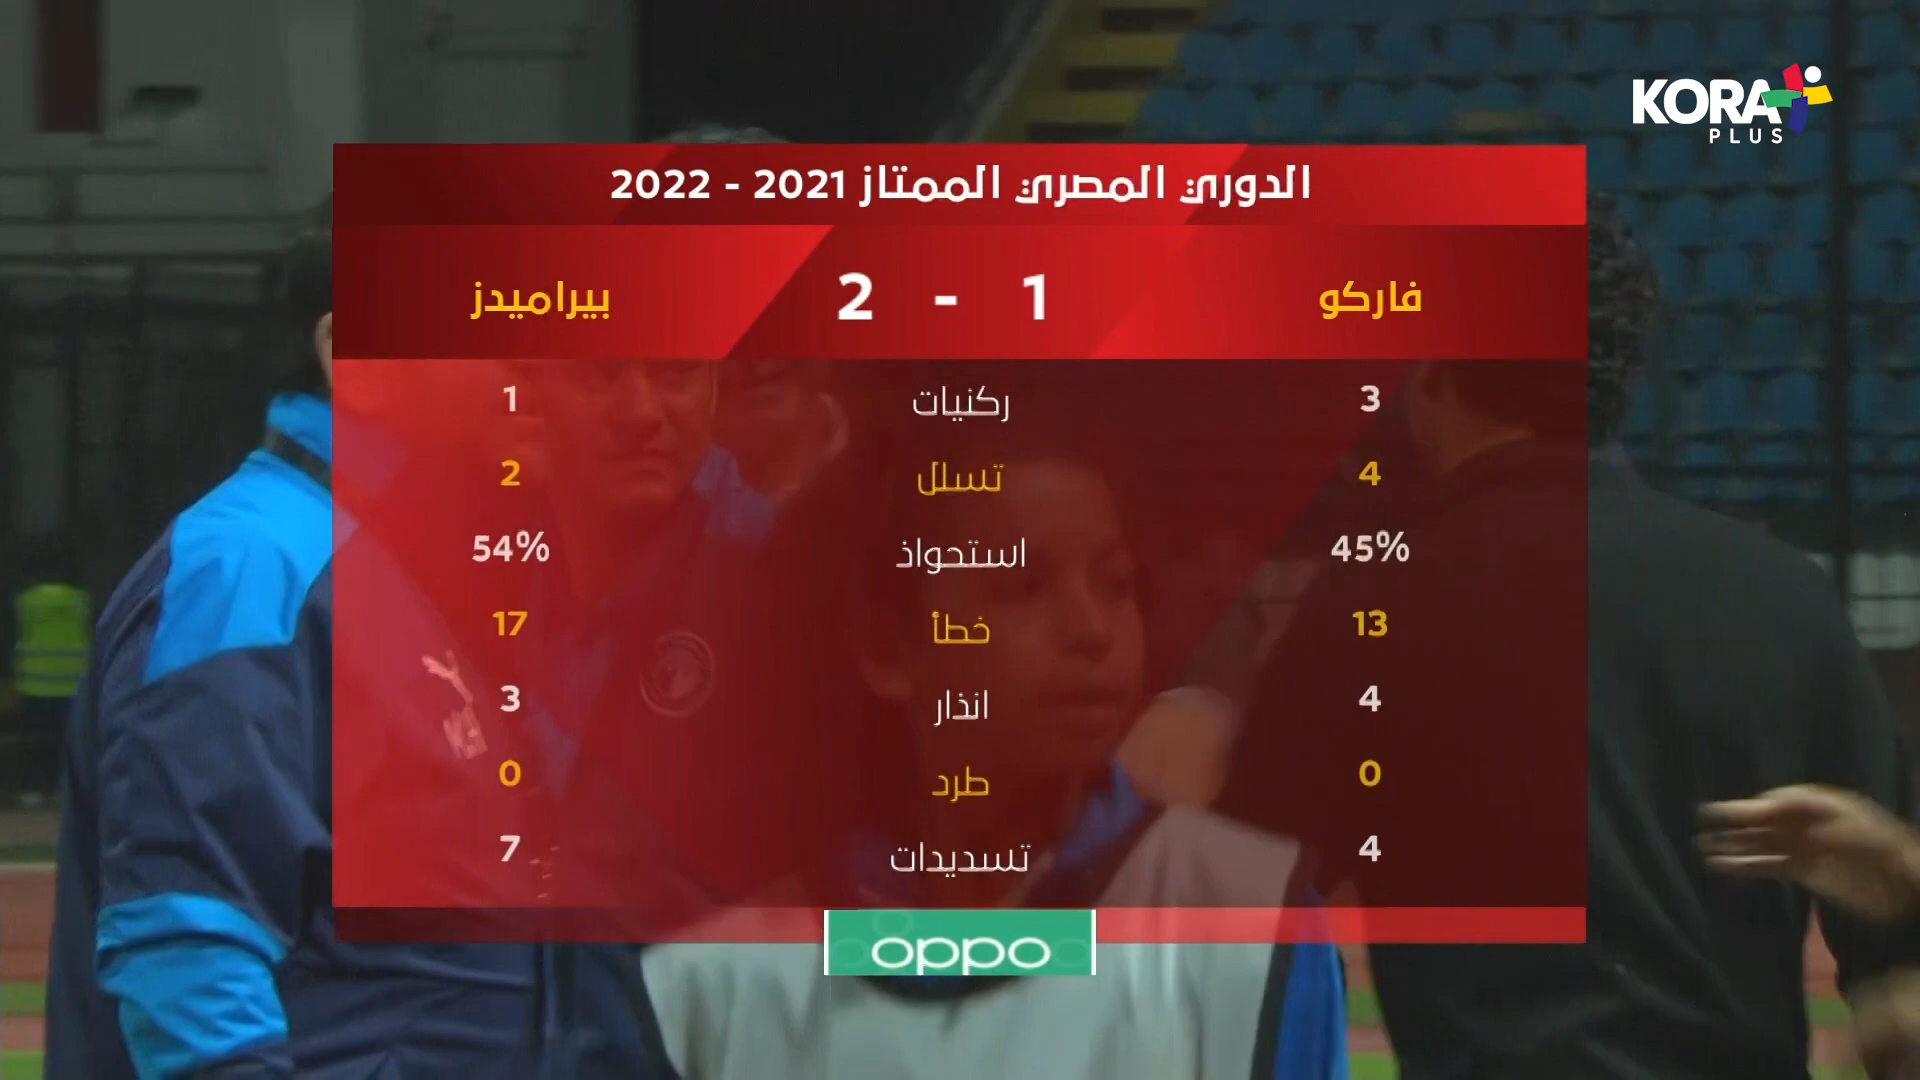 KORA
PLUS
الدوري المصري الممتاز 2021 - 2022
فاركو 1 - 2 بيراميدز
3 ركنيات 1
4 تسلل 2
45% استحواذ 54%
13 خطأ 17
4 انذار 3
0 طرد 0
4 تسديدات 7
oppo